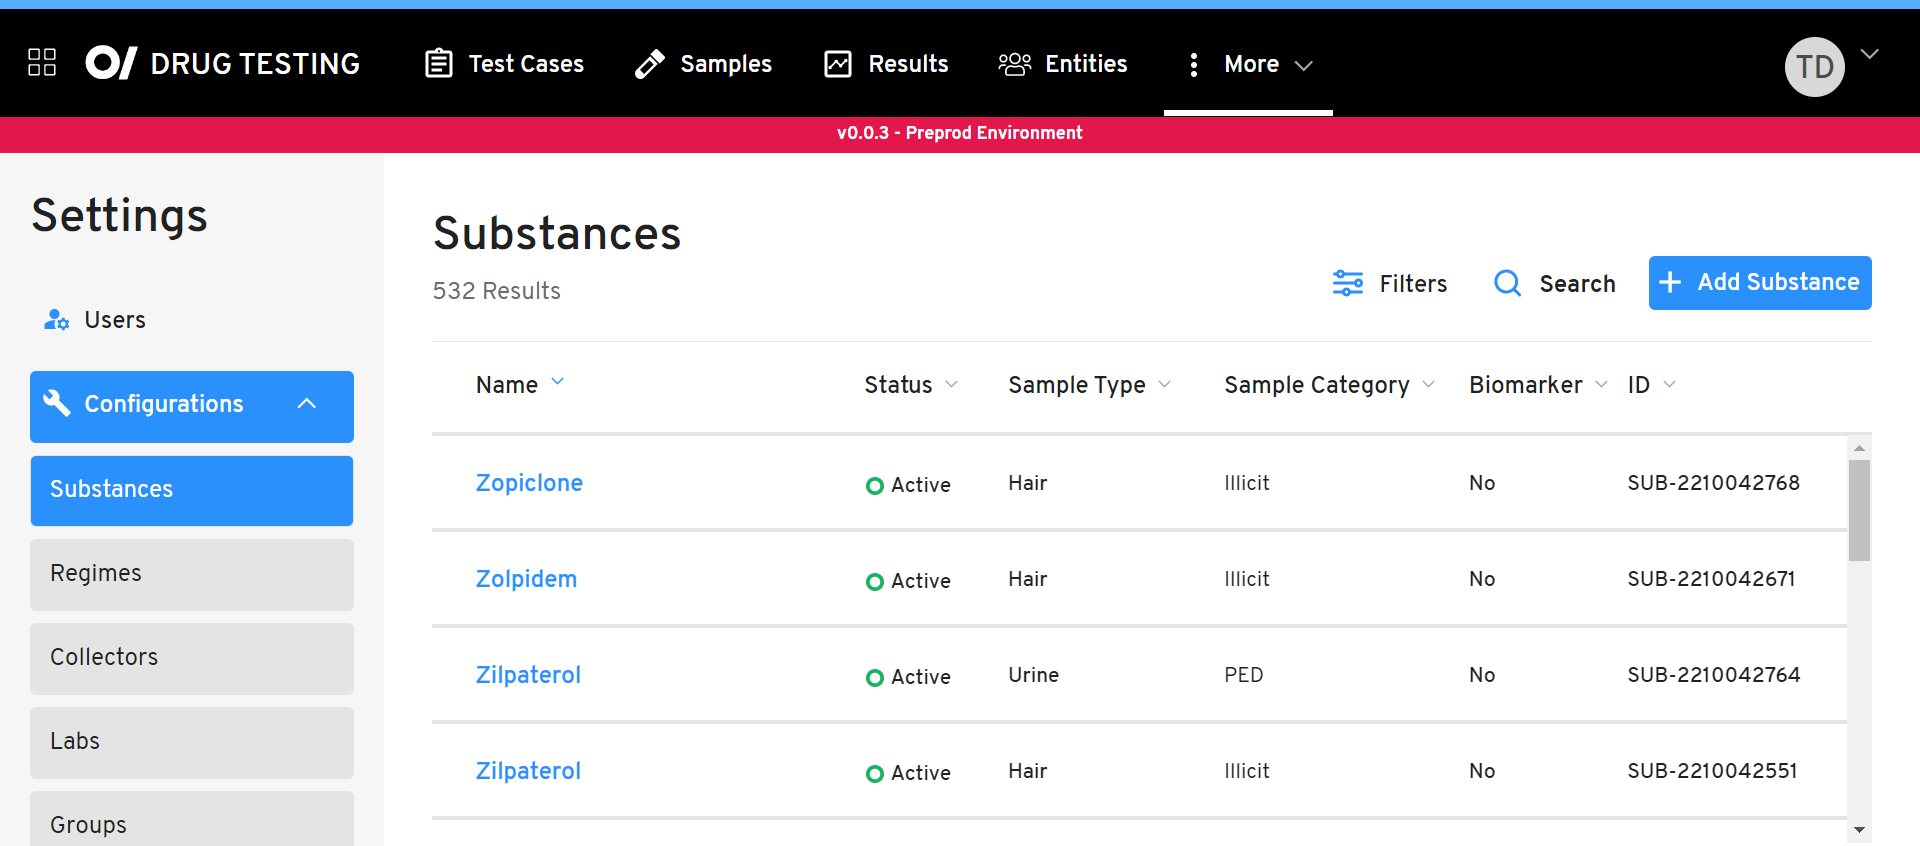 DRUG TESTING Test Cases Samples Results Entities More TD
v0.0.3 - Preprod Environment
Settings
Users
Configurations
Substances
Regimes
Collectors
Labs
Groups
Substances
532 Results
Filters Search Add Substance
Name Status Sample Type Sample Category Biomarker ID
Zopiclone Active Hair Illicit No SUB-2210042768
Zolpidem Active Hair Illicit No SUB-2210042671
Zilpaterol Active Urine PED No SUB-2210042764
Zilpaterol Active Hair Illicit No SUB-2210042551